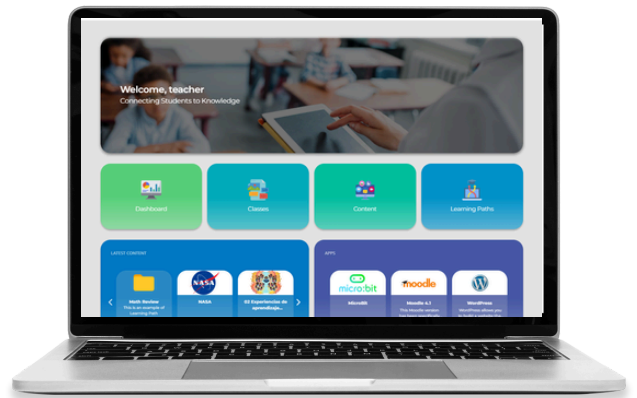 Welcome, teacher
Connecting Students to Knowledge
Dashboard
Classes
Content
Learning Paths
LATEST CONTENT
APPS
Math Review
This is an example of
Learning Path
NASA
NASA
02 Experiencias de
aprendizaje...
micro:bit
MicroBit
moodle
Moodle 4.1
This Moodle version
WordPress
WordPress allows you